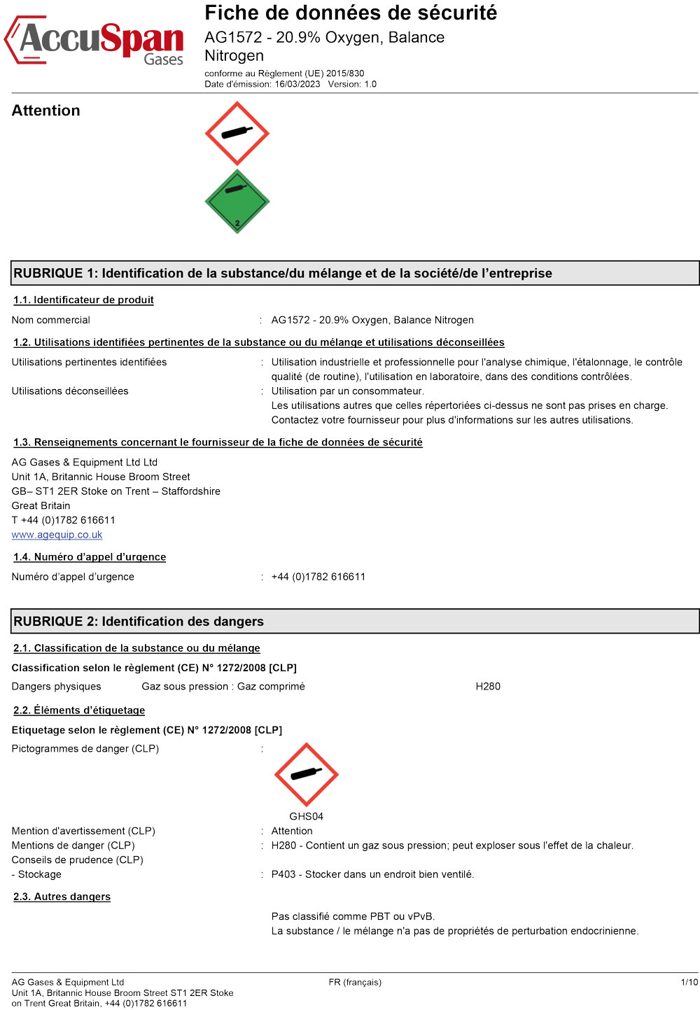 AccuSpan
Gases
Fiche de données de sécurité
AG1572 - 20.9% Oxygen, Balance
Nitrogen
conforme au Règlement (UE) 2015/830
Date d'émission: 16/03/2023 Version: 1.0
Attention
2
RUBRIQUE 1: Identification de la substance/du mélange et de la société/de l'entreprise
1.1. Identificateur de produit
Nom commercial : AG1572 - 20.9% Oxygen, Balance Nitrogen
1.2. Utilisations identifiées pertinentes de la substance ou du mélange et utilisations déconseillées
Utilisations pertinentes identifiées : Utilisation industrielle et professionnelle pour l'analyse chimique, l'étalonnage, le contrôle
qualité (de routine), l'utilisation en laboratoire, dans des conditions contrôlées.
Utilisations déconseillées : Utilisation par un consommateur.
Les utilisations autres que celles répertoriées ci-dessus ne sont pas prises en charge.
Contactez votre fournisseur pour plus d'informations sur les autres utilisations.
1.3. Renseignements concernant le fournisseur de la fiche de données de sécurité
AG Gases & Equipment Ltd Ltd
Unit 1A, Britannic House Broom Street
GB– ST1 2ER Stoke on Trent – Staffordshire
Great Britain
T +44 (0)1782 616611
www.agequip.co.uk
1.4. Numéro d'appel d'urgence
Numéro d'appel d'urgence : +44 (0)1782 616611
RUBRIQUE 2: Identification des dangers
2.1. Classification de la substance ou du mélange
Classification selon le règlement (CE) N° 1272/2008 [CLP]
Dangers physiques Gaz sous pression : Gaz comprimé H280
2.2. Éléments d'étiquetage
Etiquetage selon le règlement (CE) N° 1272/2008 [CLP]
Pictogrammes de danger (CLP) :
GHS04
Mention d'avertissement (CLP) : Attention
Mentions de danger (CLP) : H280 - Contient un gaz sous pression; peut exploser sous l'effet de la chaleur.
Conseils de prudence (CLP)
- Stockage : P403 - Stocker dans un endroit bien ventilé.
2.3. Autres dangers
Pas classifié comme PBT ou vPvB.
La substance / le mélange n'a pas de propriétés de perturbation endocrinienne.
AG Gases & Equipment Ltd FR (français) 1/10
Unit 1A, Britannic House Broom Street ST1 2ER Stoke
on Trent Great Britain, +44 (0)1782 616611